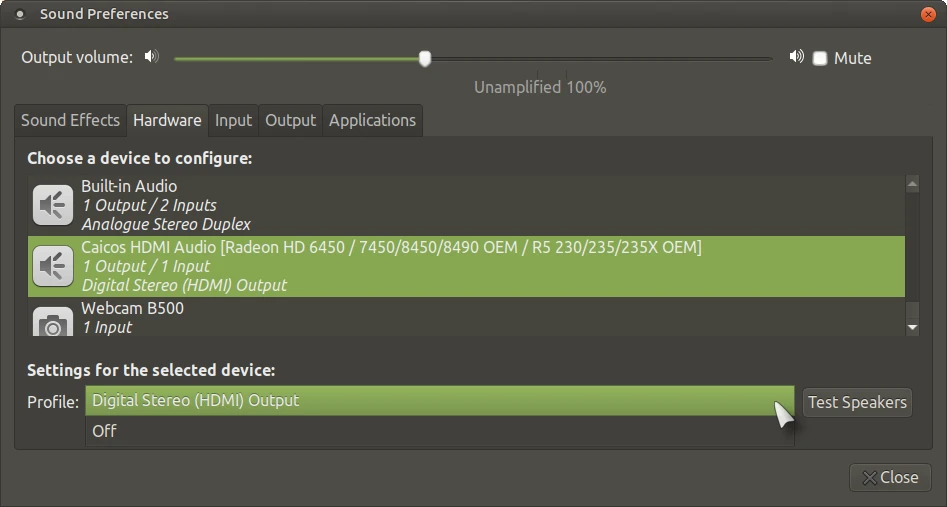 Sound Preferences
Output volume:
Mute
Unamplified 100%
Sound Effects Hardware Input Output Applications
Choose a device to configure:
Built-in Audio
1 Output / 2 Inputs
Analogue Stereo Duplex
Caicos HDMI Audio [Radeon HD 6450 / 7450/8450/8490 OEM / R5 230/235/235X OEM]
1 Output / 1 Input
Digital Stereo (HDMI) Output
Webcam B500
1 Input
Settings for the selected device:
Profile: Digital Stereo (HDMI) Output Test Speakers
Off
Close